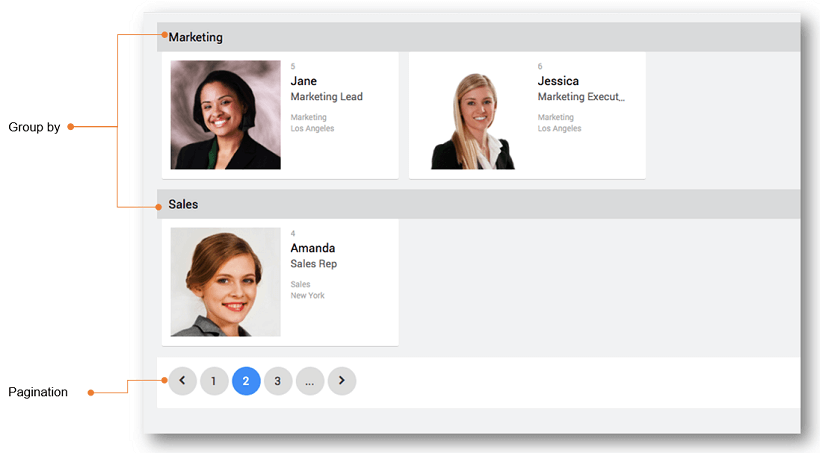 Marketing
5
Jane
Marketing Lead
Marketing
Los Angeles
6
Jessica
Marketing Execut...
Marketing
Los Angeles
Group by
Sales
4
Amanda
Sales Rep
Sales
New York
Pagination
1 2 3 ...